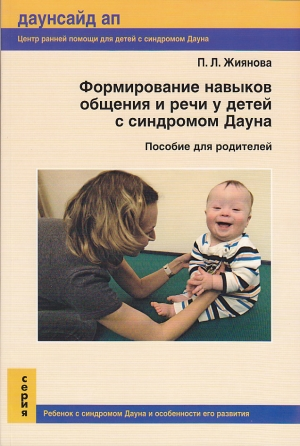 даунсайд ап
Центр ранней помощи для детей с синдромом Дауна
П. Л. Жиянова
Формирование навыков
общения и речи у детей
с синдромом Дауна
Пособие для родителей
серия
Ребенок с синдромом Дауна и особенности его развития